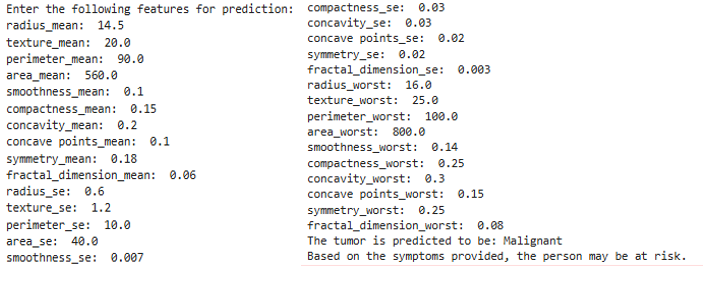 Enter the following features for prediction:
radius_mean: 14.5
texture_mean: 20.0
perimeter_mean: 90.0
area_mean: 560.0
smoothness_mean: 0.1
compactness_mean: 0.15
concavity_mean: 0.2
concave points_mean: 0.1
symmetry_mean: 0.18
fractal_dimension_mean: 0.06
radius_se: 0.6
texture_se: 1.2
perimeter_se: 10.0
area_se: 40.0
smoothness_se: 0.007
compactness_se: 0.03
concavity_se: 0.03
concave points_se: 0.02
symmetry_se: 0.02
fractal_dimension_se: 0.003
radius_worst: 16.0
texture_worst: 25.0
perimeter_worst: 100.0
area_worst: 800.0
smoothness_worst: 0.14
compactness_worst: 0.25
concavity_worst: 0.3
concave points_worst: 0.15
symmetry_worst: 0.25
fractal_dimension_worst: 0.08
The tumor is predicted to be: Malignant
Based on the symptoms provided, the person may be at risk.